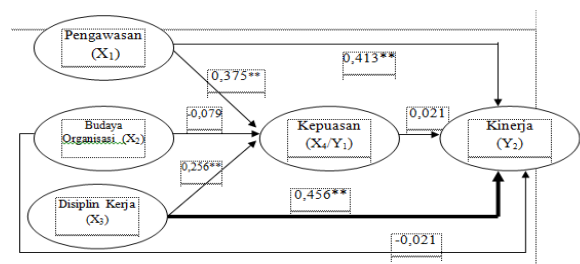 Pengawasan
(X1)
0,375**
0,413**
Budaya
Organisasi (X2)
-0,079
Kepuasan
(X4/Y1)
0,021
Kinerja
(Y2)
0,256**
Disiplin Kerja
(X3)
0,456**
-0,021